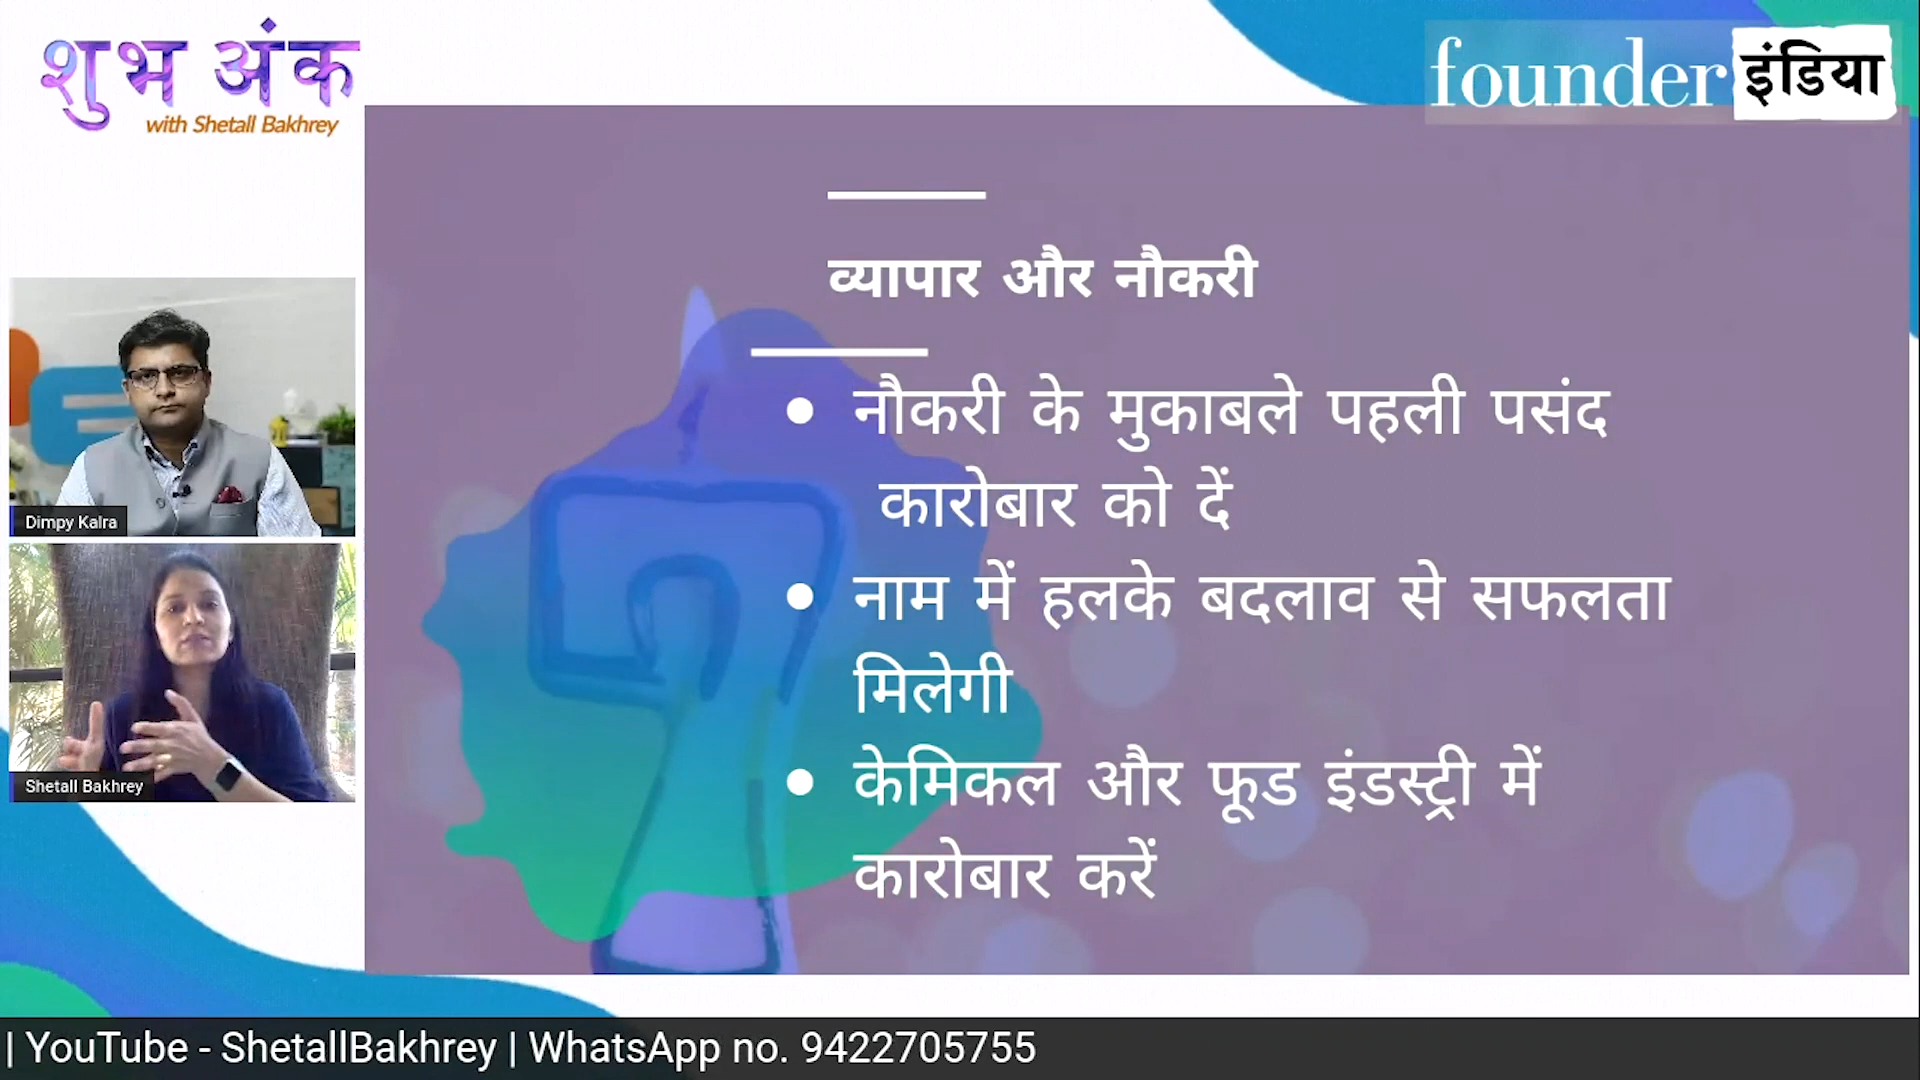 शुभ अंक
with Shetall Bakhrey
founder इंडिया
व्यापार और नौकरी
नौकरी के मुकाबले पहली पसंद
कारोबार को दें
नाम में हलके बदलाव से सफलता
मिलेगी
केमिकल और फूड इंडस्ट्री में
कारोबार करें
Dimpy Kalra
Shetall Bakhrey
| YouTube - ShetallBakhrey | WhatsApp no. 9422705755